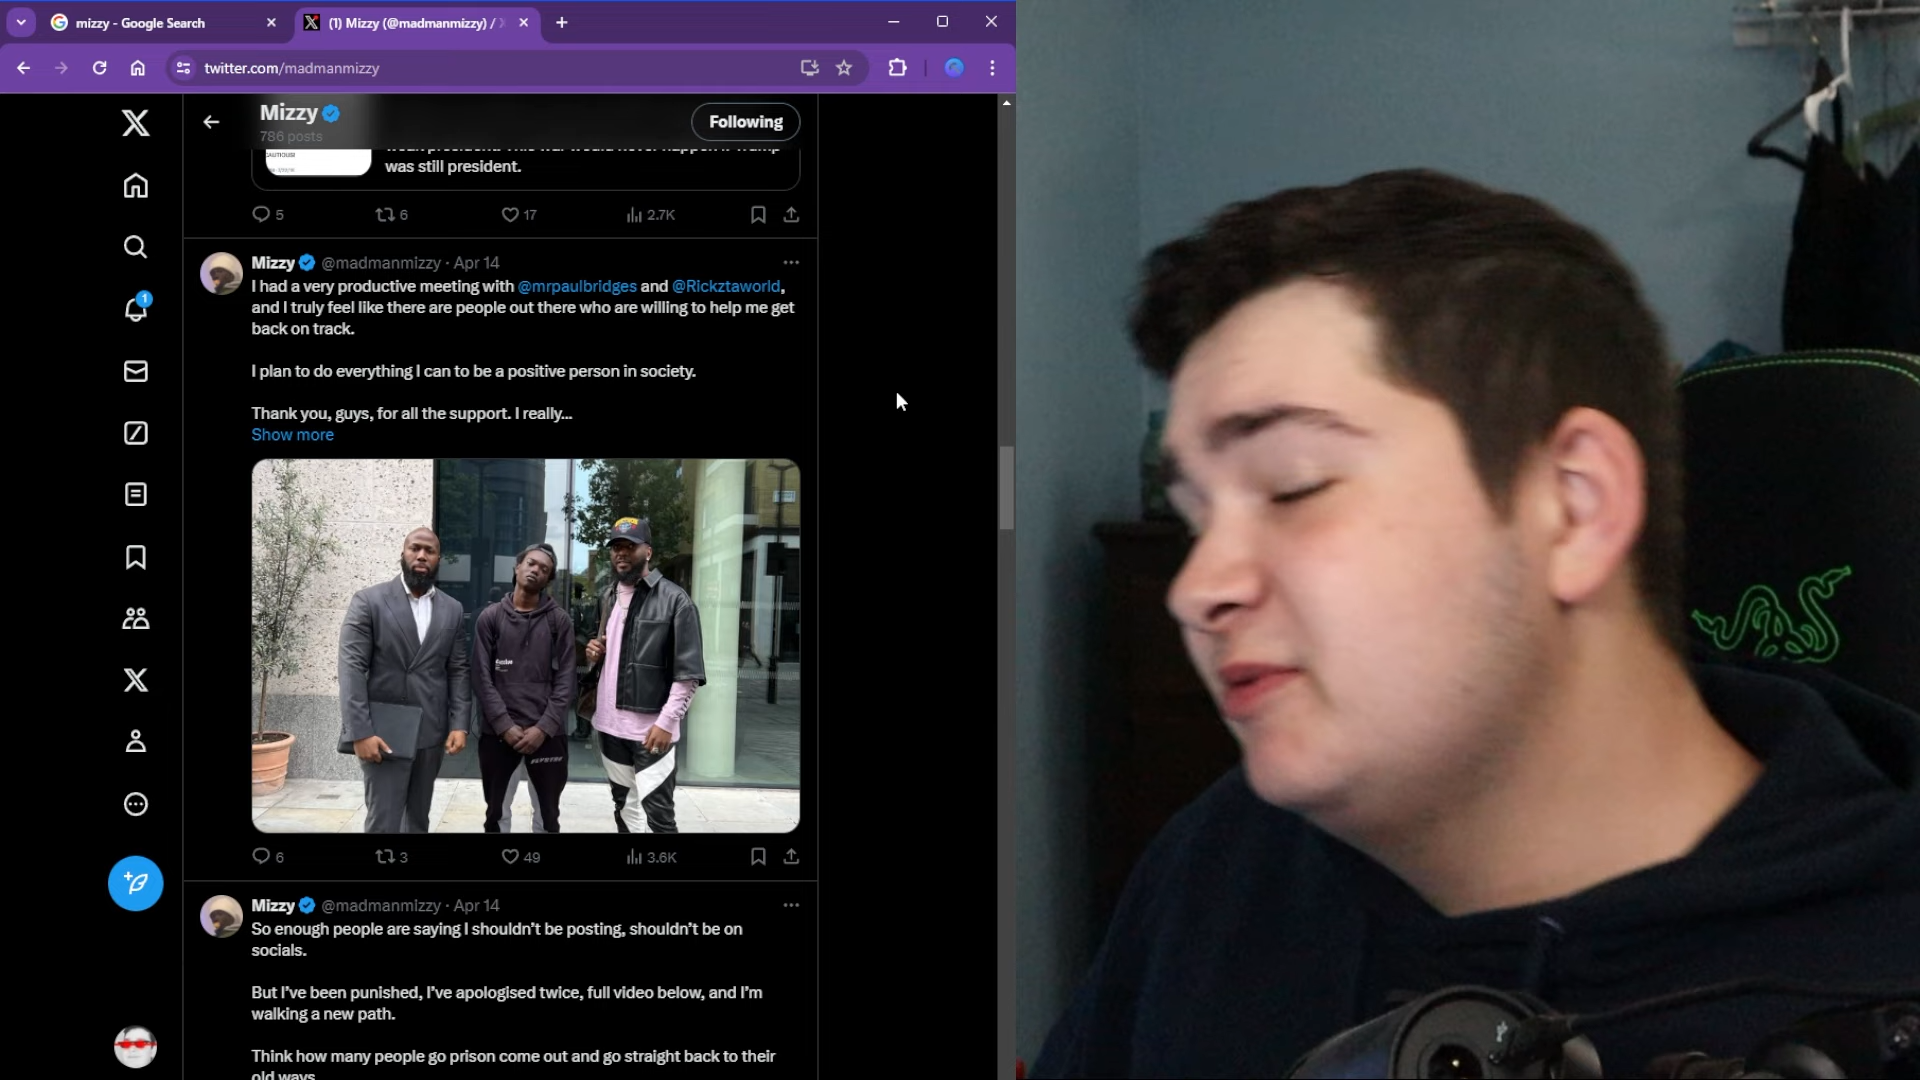 mizzy - Google Search
(1) Mizzy (@madmanmizzy) / X
twitter.com/madmanmizzy
Mizzy
786 posts
Following
was still president.
5 6 17 2.7K
Mizzy @madmanmizzy · Apr 14
I had a very productive meeting with @mrpaulbridges and @Rickztaworld,
and I truly feel like there are people out there who are willing to help me get
back on track.
I plan to do everything I can to be a positive person in society.
Thank you, guys, for all the support. I really...
Show more
6 3 49 3.6K
Mizzy @madmanmizzy · Apr 14
So enough people are saying I shouldn't be posting, shouldn't be on
socials.
But I've been punished, I've apologised twice, full video below, and I'm
walking a new path.
Think how many people go prison come out and go straight back to their
old ways
1